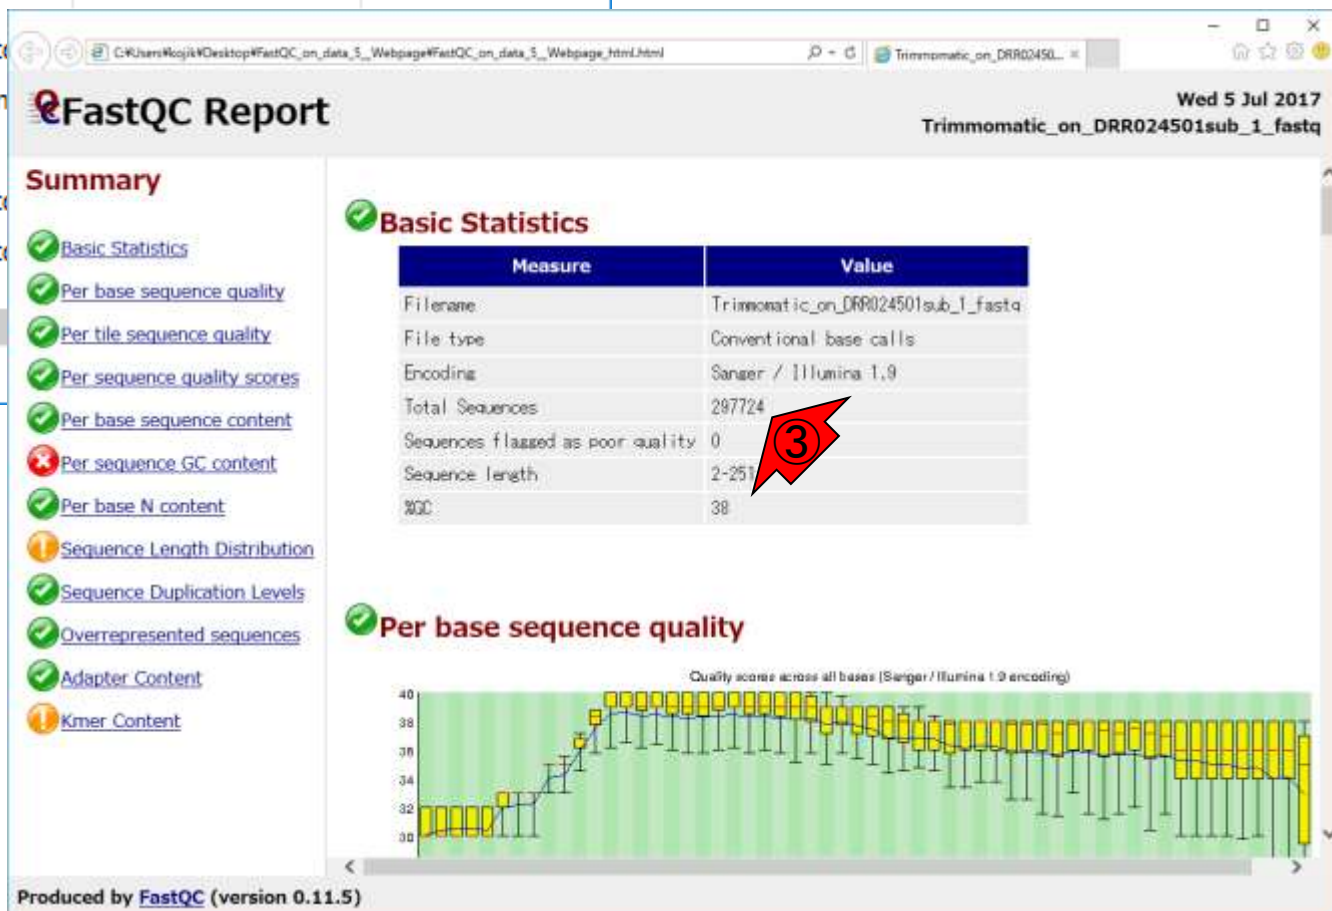 C:¥Users¥kojik¥Desktop¥FastQC_on_data_5__Webpage¥FastQC_on_data_5__Webpage_html.html
Trimmomatic_on_DRR02450...
FastQC Report
Wed 5 Jul 2017
Trimmomatic_on_DRR024501sub_1_fastq
Summary
Basic Statistics
Per base sequence quality
Per tile sequence quality
Per sequence quality scores
Per base sequence content
Per sequence GC content
Per base N content
Sequence Length Distribution
Sequence Duplication Levels
Overrepresented sequences
Adapter Content
Kmer Content
Basic Statistics
Measure Value
Filename Trimmomatic_on_DRR024501sub_1_fastq
File type Conventional base calls
Encoding Sanger / Illumina 1.9
Total Sequences 297724
Sequences flagged as poor quality 0
Sequence length 2-251
%GC 38
③
Per base sequence quality
Quality scores across all bases (Sanger / Illumina 1.9 encoding)
40
38
36
34
32
30
Produced by FastQC (version 0.11.5)